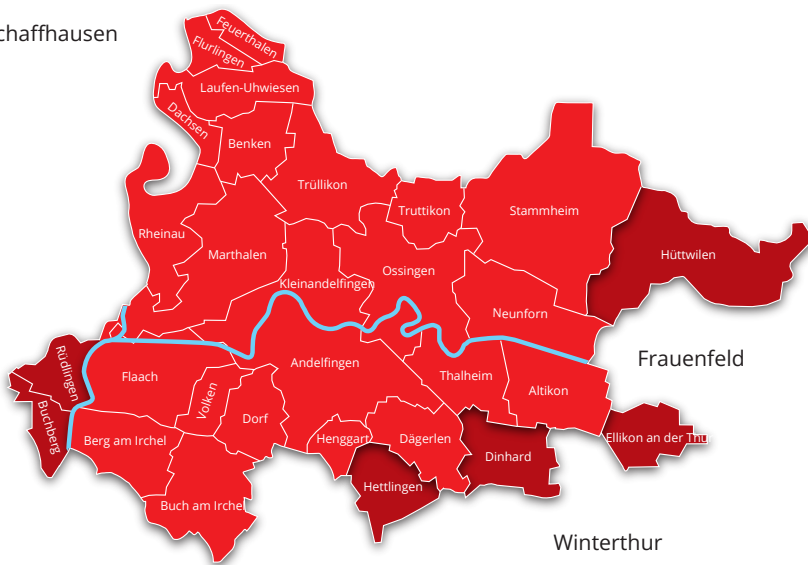 Feuerthalen
chaffhausen
Flurlingen
Laufen-Uhwiesen
Dachsen
Benken
Trüllikon
Truttikon
Stammheim
Rheinau
Marthalen
Hüttwilen
Ossingen
Kleinandelfingen
Neunforn
Frauenfeld
Rüdlingen
Flaach
Andelfingen
Thalheim
Altikon
Volken
Buchberg
Dorf
Berg am Irchel
Henggart
Dägerlen
Ellikon an der Thu
Dinhard
Hettlingen
Buch am Irchel
Winterthur